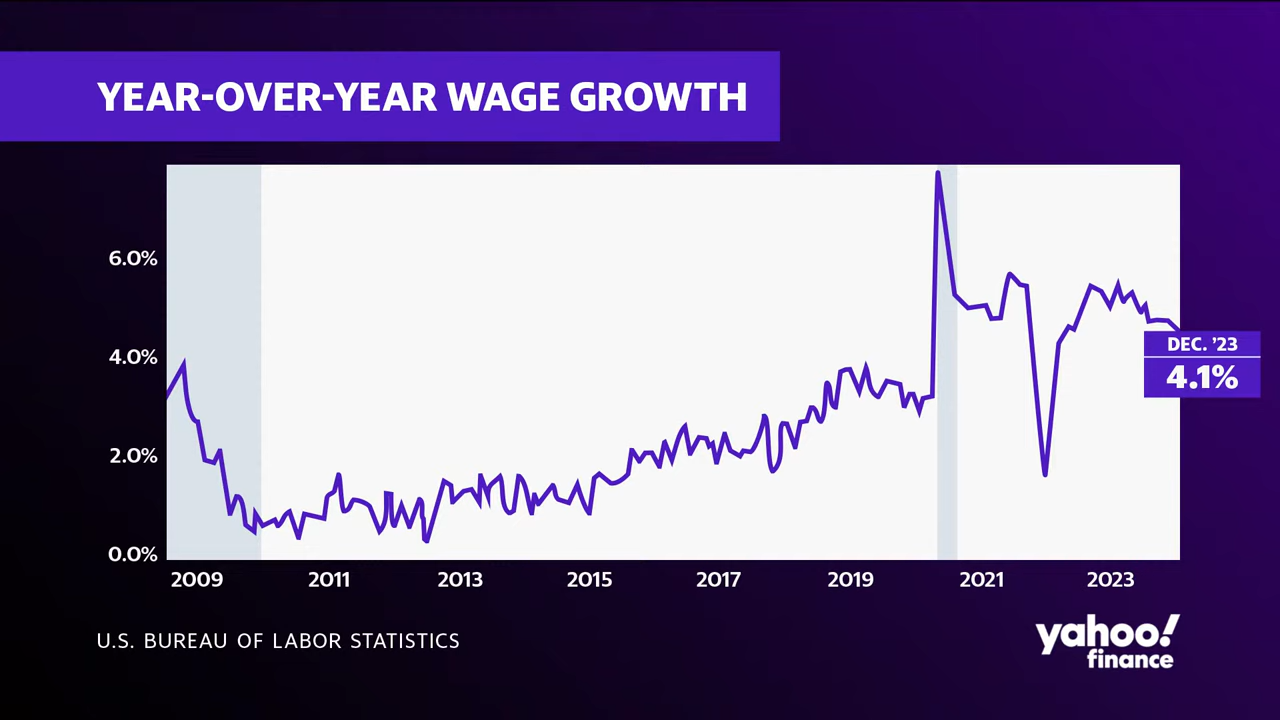 YEAR-OVER-YEAR WAGE GROWTH
6.0%
4.0%
2.0%
0.0%
DEC. ’23
4.1%
2009 2011 2013 2015 2017 2019 2021 2023
U.S. BUREAU OF LABOR STATISTICS
yahoo!
finance